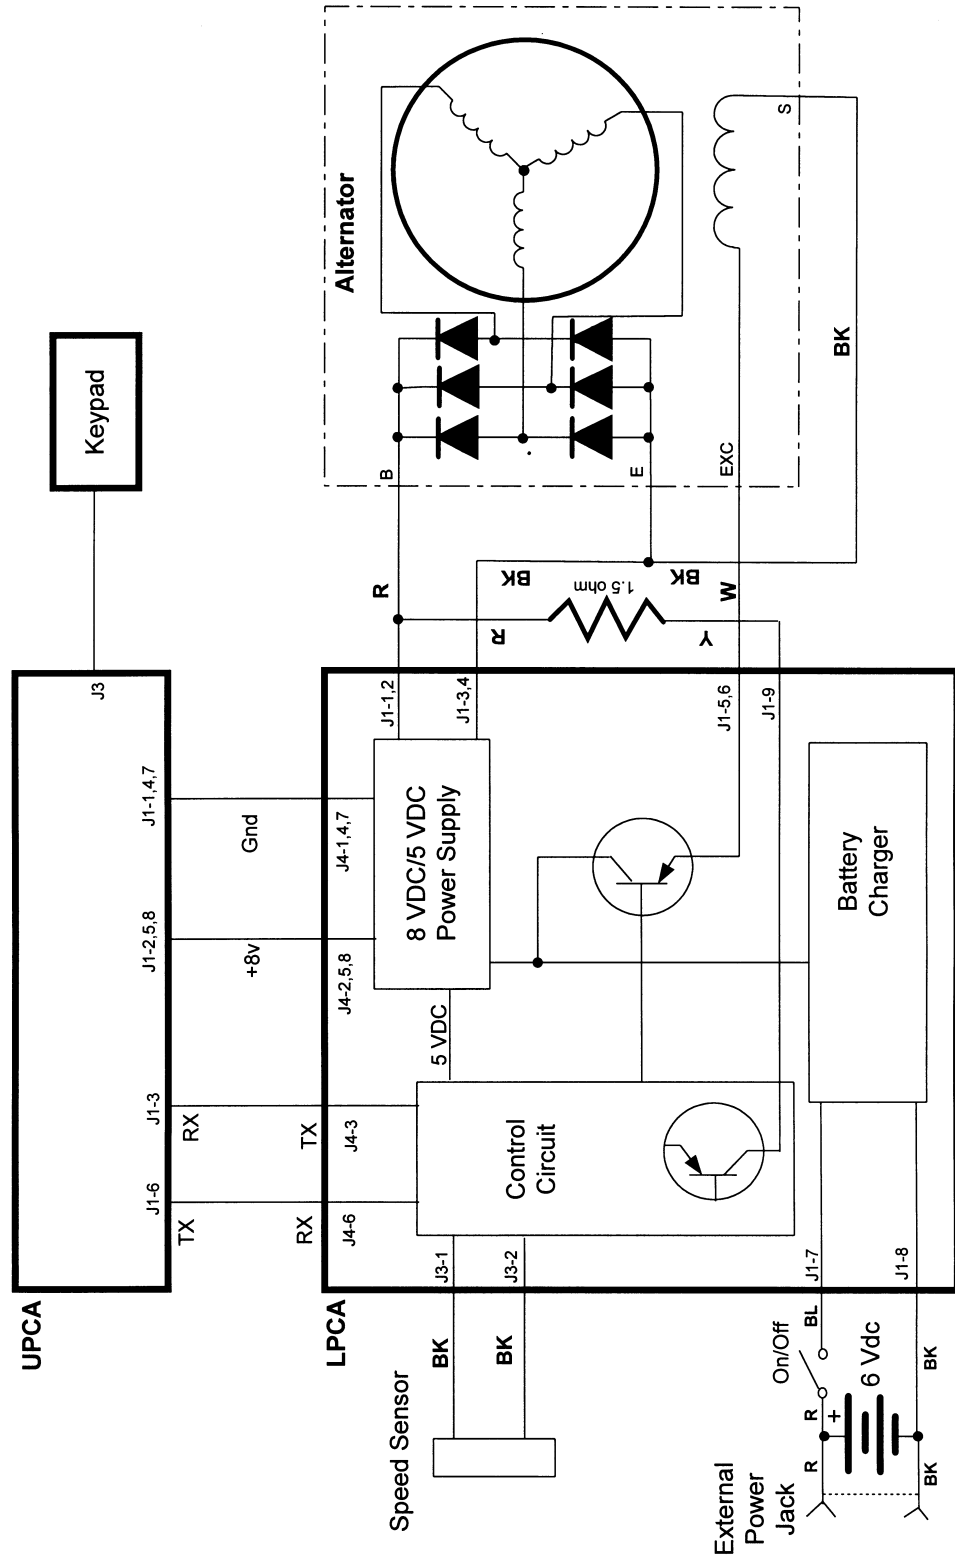 UPCA
J1-6
J1-3
J1-2,5,8
J1-1,4,7
J3
Keypad
TX
RX
+8v
Gnd
RX
TX
LPCA
J4-6
J4-3
J4-2,5,8
J4-1,4,7
J1-1,2
J1-3,4
J1-5,6
J1-9
5 VDC
8 VDC/5 VDC
Power Supply
Control
Circuit
Battery
Charger
J3-1
J3-2
J1-7
J1-8
Speed Sensor
BK
BK
External
Power
Jack
R
R
+
On/Off
BL
6 Vdc
BK
BK
R
BK
R
1.5 ohm
BK
Y
W
BK
Alternator
B
E
EXC
S